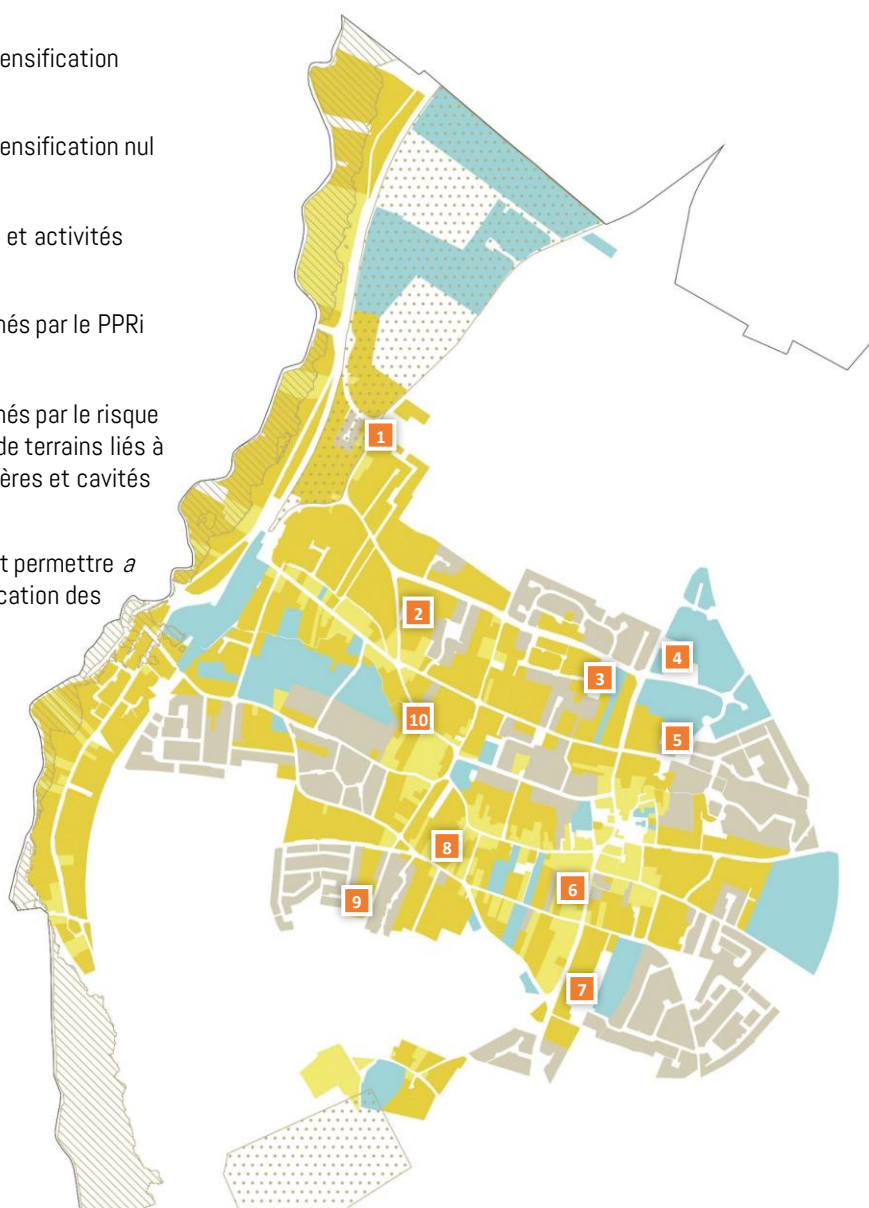 ensification
ensification nul
et activités
nés par le PPRi
nés par le risque
de terrains liés à
ières et cavités
t permettre a
cation des
1
2
3
4
5
10
8
6
9
7